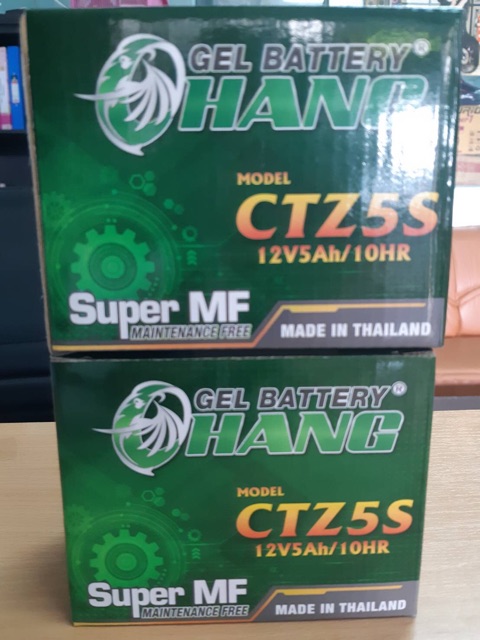 GEL BATTERY®
HANG
MODEL
CTZ5S
12V5Ah/10HR
Super MF
MAINTENANCE FREE
MADE IN THAILAND
GEL BATTERY®
HANG
MODEL
CTZ5S
12V5Ah/10HR
Super MF
MAINTENANCE FREE
MADE IN THAILAND